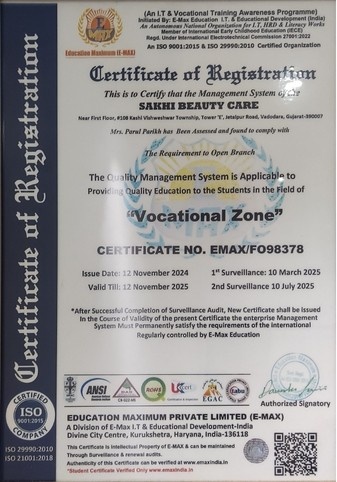 (An I.T & Vocational Training Awareness Programme)
Initiated By: E-Max Education I.T. & Educational Development (India)
An Autonomous National Organisation for I.T, HRD & Literacy Works
Member of International Early Childhood Education (IECE)
Regd. Under International Electrotechnical Commission 27001:2022
An ISO 9001:2015 & ISO 29990:2010 Certified Organization
Education Maximum (E-MAX)
Certificate of Registration
Certificate of Registration
This is to Certify that the Management System of the
SAKHI BEAUTY CARE
Near First Floor, #108 Kashi Vishweshwar Township, Tower 'E', Jetalpur Road, Vadodara, Gujarat-390007
Mrs. Parul Parikh has Been Assessed and found to comply with
The Requirement to Open Branch
The Quality Management System is Applicable to
Providing Quality Education to the Students in the Field of
"Vocational Zone"
CERTIFICATE NO. EMAX/FO98378
Issue Date: 12 November 2024 1st Surveillance: 10 March 2025
Valid Till: 12 November 2025 2nd Surveillance 10 July 2025
*After Successful Completion of Surveillance Audit, New Certificate shall be issued
In the Course of Validity of the present Certificate the enterprise Management
System Must Permanently satisfy the requirements of the international
Regularly controlled by E-Max Education
ANSI
ROHS
EGAC
Authorized Signatory
CERTIFIED
ISO
9001:2015
COMPANY
ISO 29990:2010
ISO 21001:2018
EDUCATION MAXIMUM PRIVATE LIMITED (E-MAX)
A Division of E-Max I.T & Educational Development-India
Divine City Centre, Kurukshetra, Haryana, India-136118
This Certificate is Intellectual Property of E-MAX & can be maintained
Through Surveillance & renewal audits.
Authenticity of this Certificate can be verified at www.emaxindia.in
*Student Certificate Verified Only www.emaxindia.in